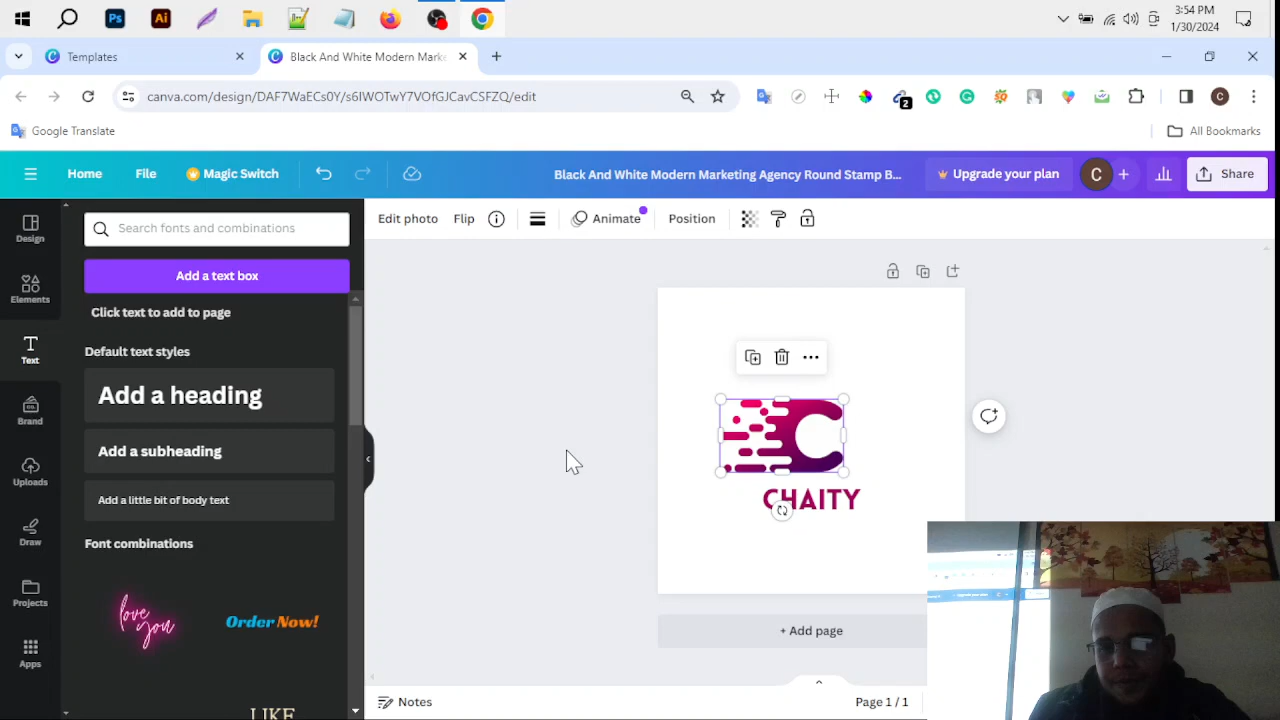 3:54 PM
1/30/2024
Templates
Black And White Modern Marke
canva.com/design/DAF7WaECs0Y/s6IWOTwY7VOfGJCavCSFZQ/edit
2
C
Google Translate
All Bookmarks
Home
File
Magic Switch
Black And White Modern Marketing Agency Round Stamp B...
Upgrade your plan
C
Share
Design
Search fonts and combinations
Edit photo
Flip
Animate
Position
Add a text box
Elements
Click text to add to page
Text
Default text styles
Add a heading
Brand
Add a subheading
Uploads
Add a little bit of body text
CHAITY
Draw
Font combinations
Projects
love you
Order Now!
+ Add page
Apps
LIKE
Notes
Page 1 / 1